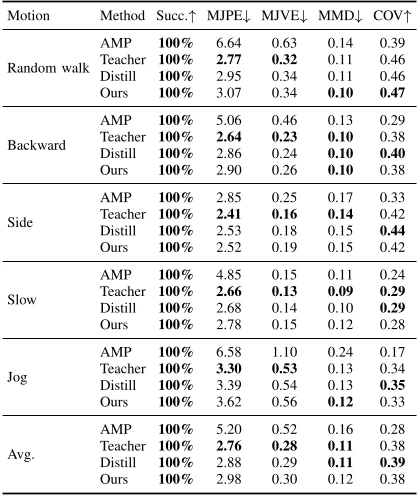 Motion Method Succ.↑ MJPE↓ MJVE↓ MMD↓ COV↑
Random walk
AMP 100% 6.64 0.63 0.14 0.39
Teacher 100% 2.77 0.32 0.11 0.46
Distill 100% 2.95 0.34 0.11 0.46
Ours 100% 3.07 0.34 0.10 0.47
Backward
AMP 100% 5.06 0.46 0.13 0.29
Teacher 100% 2.64 0.23 0.10 0.38
Distill 100% 2.86 0.24 0.10 0.40
Ours 100% 2.90 0.26 0.10 0.38
Side
AMP 100% 2.85 0.25 0.17 0.33
Teacher 100% 2.41 0.16 0.14 0.42
Distill 100% 2.53 0.18 0.15 0.44
Ours 100% 2.52 0.19 0.15 0.42
Slow
AMP 100% 4.85 0.15 0.11 0.24
Teacher 100% 2.66 0.13 0.09 0.29
Distill 100% 2.68 0.14 0.10 0.29
Ours 100% 2.78 0.15 0.12 0.28
Jog
AMP 100% 6.58 1.10 0.24 0.17
Teacher 100% 3.30 0.53 0.13 0.34
Distill 100% 3.39 0.54 0.13 0.35
Ours 100% 3.62 0.56 0.12 0.33
Avg.
AMP 100% 5.20 0.52 0.16 0.28
Teacher 100% 2.76 0.28 0.11 0.38
Distill 100% 2.88 0.29 0.11 0.39
Ours 100% 2.98 0.30 0.12 0.38